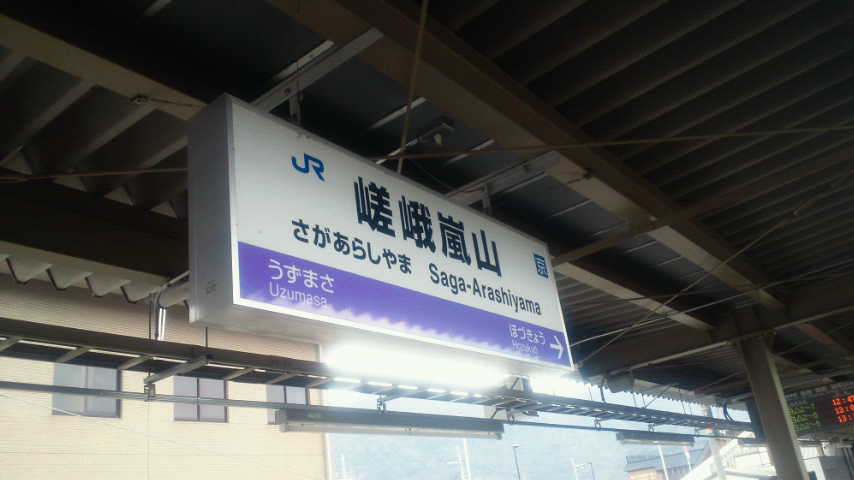 JR
嵯峨嵐山
さがあらしやま Saga-Arashiyama
うずまさ
Uzumasa
ほづきょう
Hozukyō